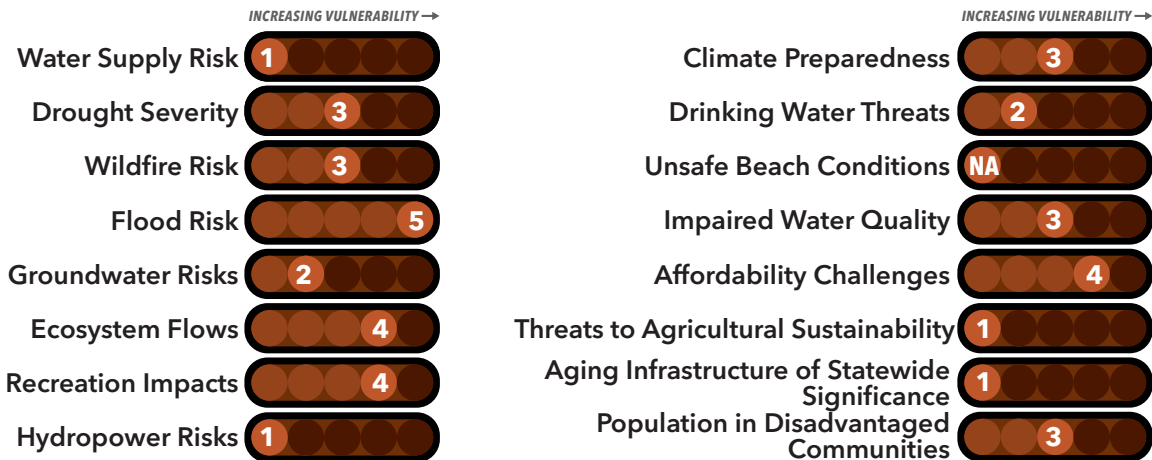 INCREASING VULNERABILITY →
Water Supply Risk 1
Drought Severity 3
Wildfire Risk 3
Flood Risk 5
Groundwater Risks 2
Ecosystem Flows 4
Recreation Impacts 4
Hydropower Risks 1
INCREASING VULNERABILITY →
Climate Preparedness 3
Drinking Water Threats 2
Unsafe Beach Conditions NA
Impaired Water Quality 3
Affordability Challenges 4
Threats to Agricultural Sustainability 1
Aging Infrastructure of Statewide
Significance 1
Population in Disadvantaged
Communities 3